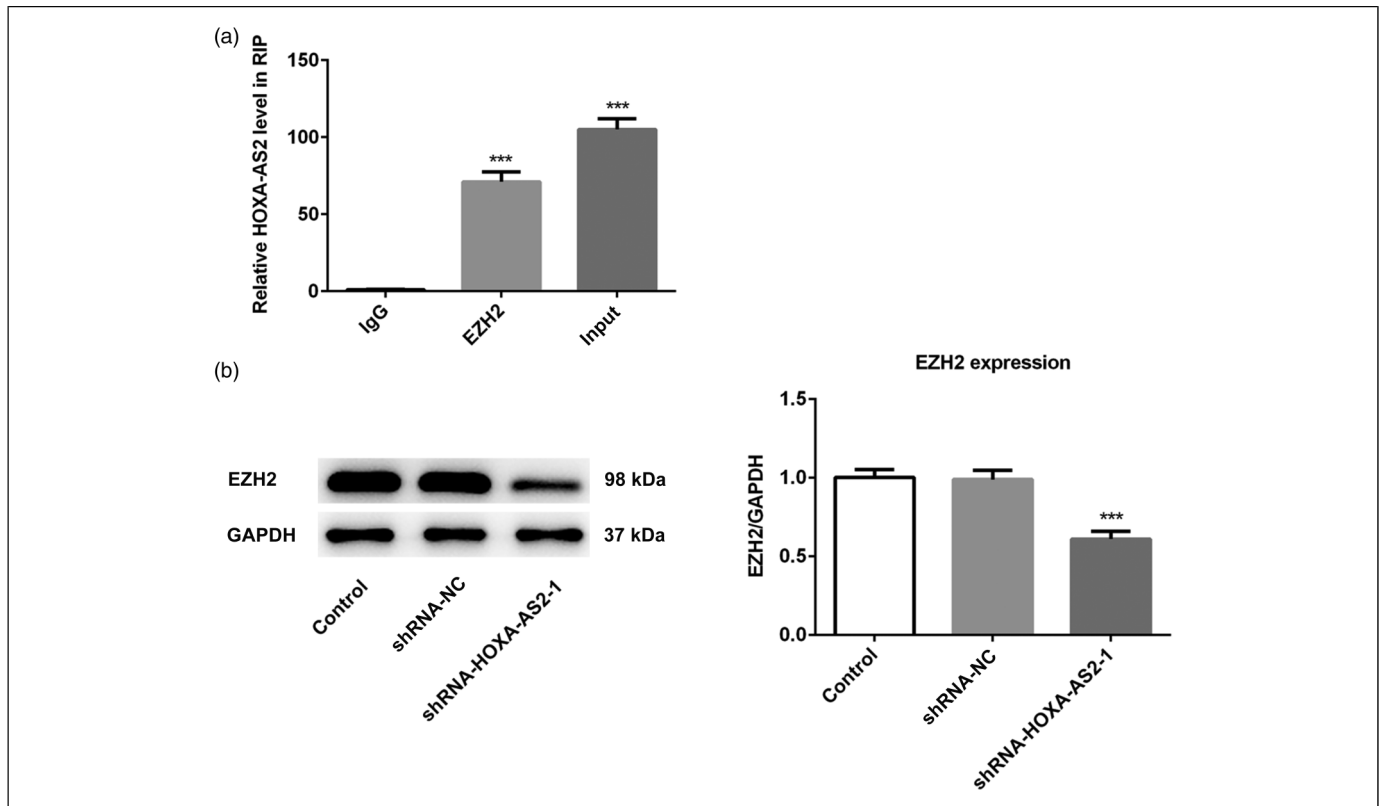 (a)
Relative HOXA-AS2 level in RIP
150
100
50
0
***
***
IgG
EZH2
Input
(b)
EZH2
98 kDa
GAPDH
37 kDa
Control
shRNA-NC
shRNA-HOXA-AS2-1
EZH2 expression
EZH2/GAPDH
1.5
1.0
0.5
0.0
***
Control
shRNA-NC
shRNA-HOXA-AS2-1